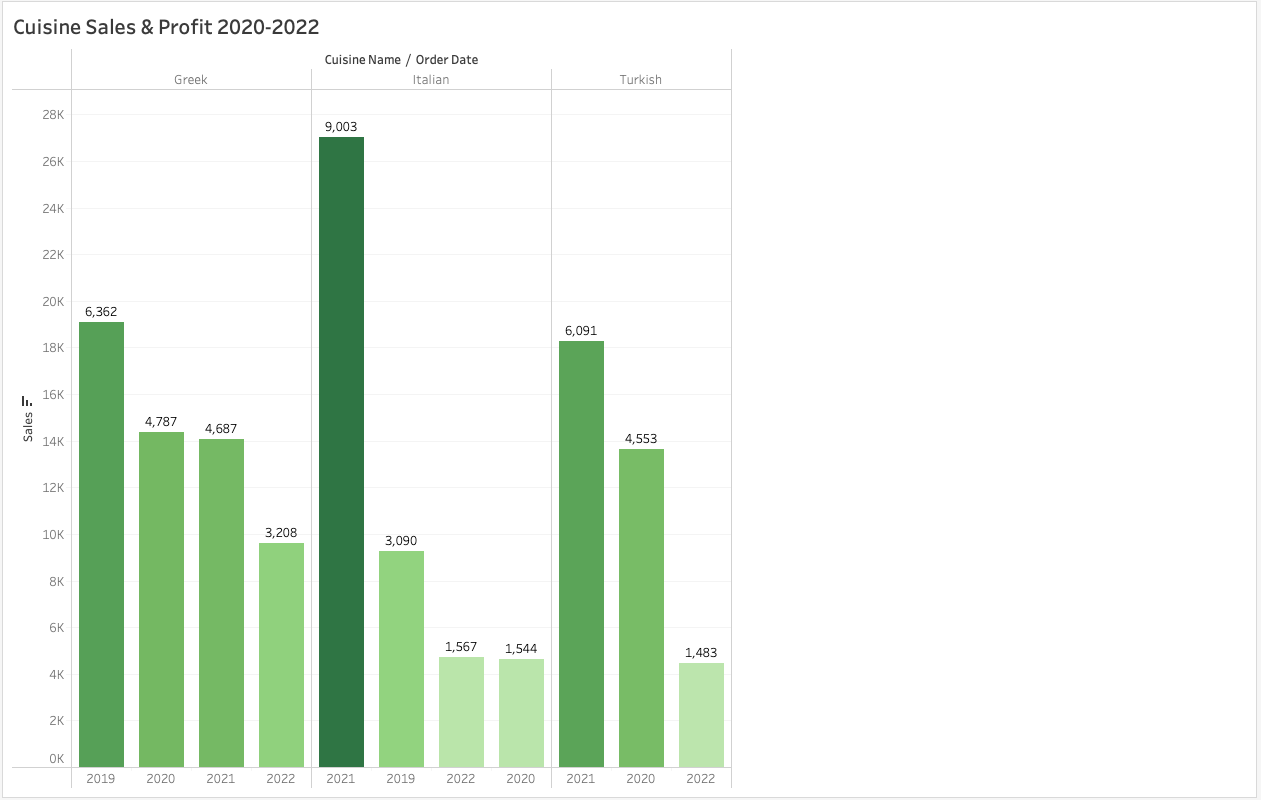 Cuisine Sales & Profit 2020-2022
Cuisine Name / Order Date
Greek Italian Turkish
28K
26K
24K
22K
20K
18K
16K
14K
12K
10K
8K
6K
4K
2K
0K
Sales
6,362
4,787
4,687
3,208
9,003
3,090
1,567
1,544
6,091
4,553
1,483
2019 2020 2021 2022 2021 2019 2022 2020 2021 2020 2022